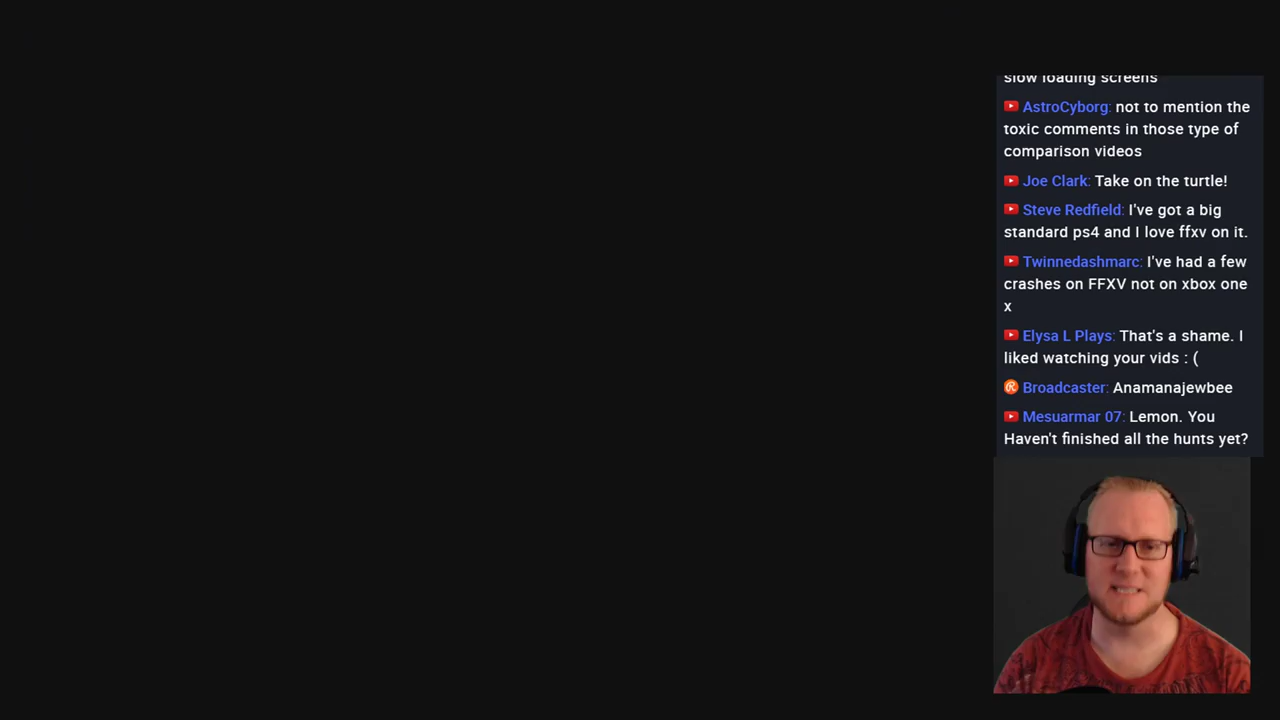 slow loading screens
AstroCyborg: not to mention the
toxic comments in those type of
comparison videos
Joe Clark: Take on the turtle!
Steve Redfield: I've got a big
standard ps4 and I love ffxv on it.
Twinnedashmarc: I've had a few
crashes on FFXV not on xbox one
x
Elysa L Plays: That's a shame. I
liked watching your vids : (
Broadcaster: Anamanajewbee
Mesuarmar 07: Lemon. You
Haven't finished all the hunts yet?